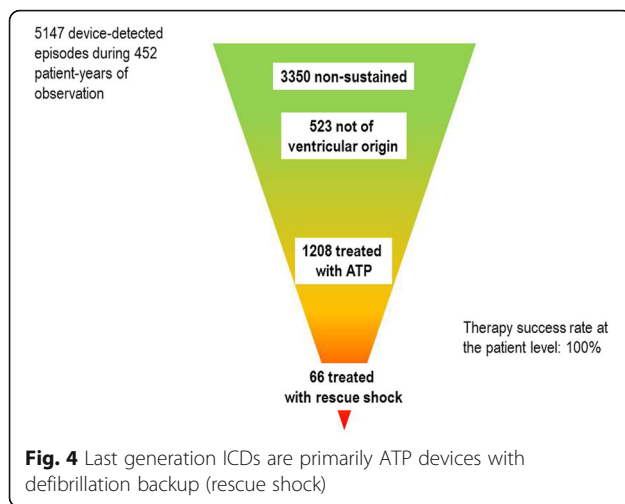 5147 device-detected
episodes during 452
patient-years of
observation
3350 non-sustained
523 not of
ventricular origin
1208 treated
with ATP
Therapy success rate at
the patient level: 100%
66 treated
with rescue shock
Fig. 4 Last generation ICDs are primarily ATP devices with
defibrillation backup (rescue shock)